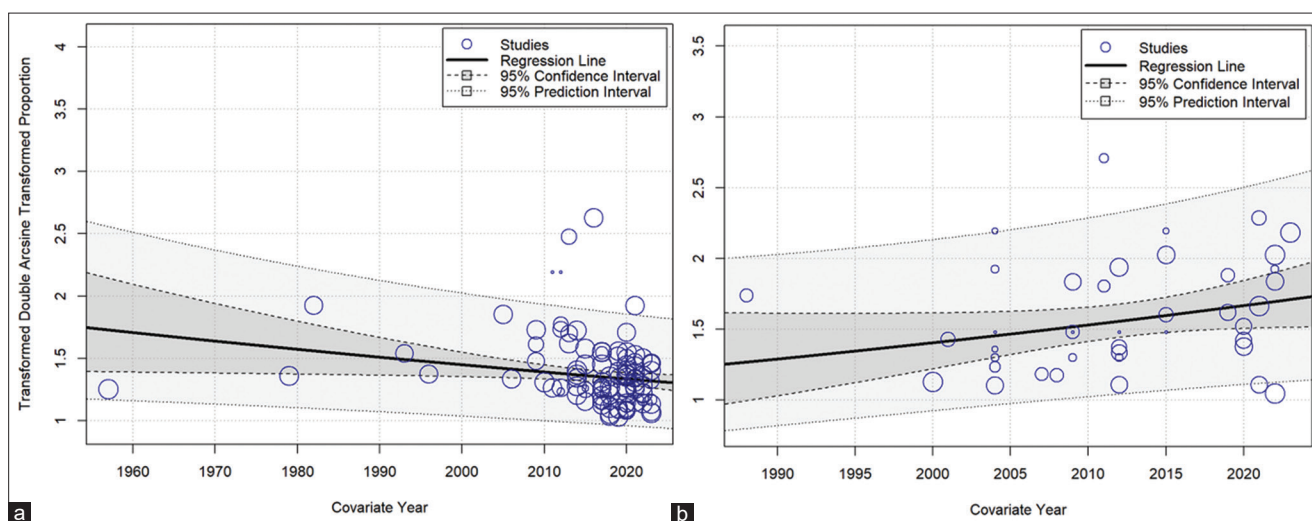 Transformed Double Arcsine Transformed Proportion
4
3.5
3
2.5
2
1.5
1
Studies
Regression Line
95% Confidence Interval
95% Prediction Interval
1960
1970
1980
1990
2000
2010
2020
Covariate Year
a
3.5
3
2.5
2
1.5
1
Studies
Regression Line
95% Confidence Interval
95% Prediction Interval
1990
1995
2000
2005
2010
2015
2020
Covariate Year
b